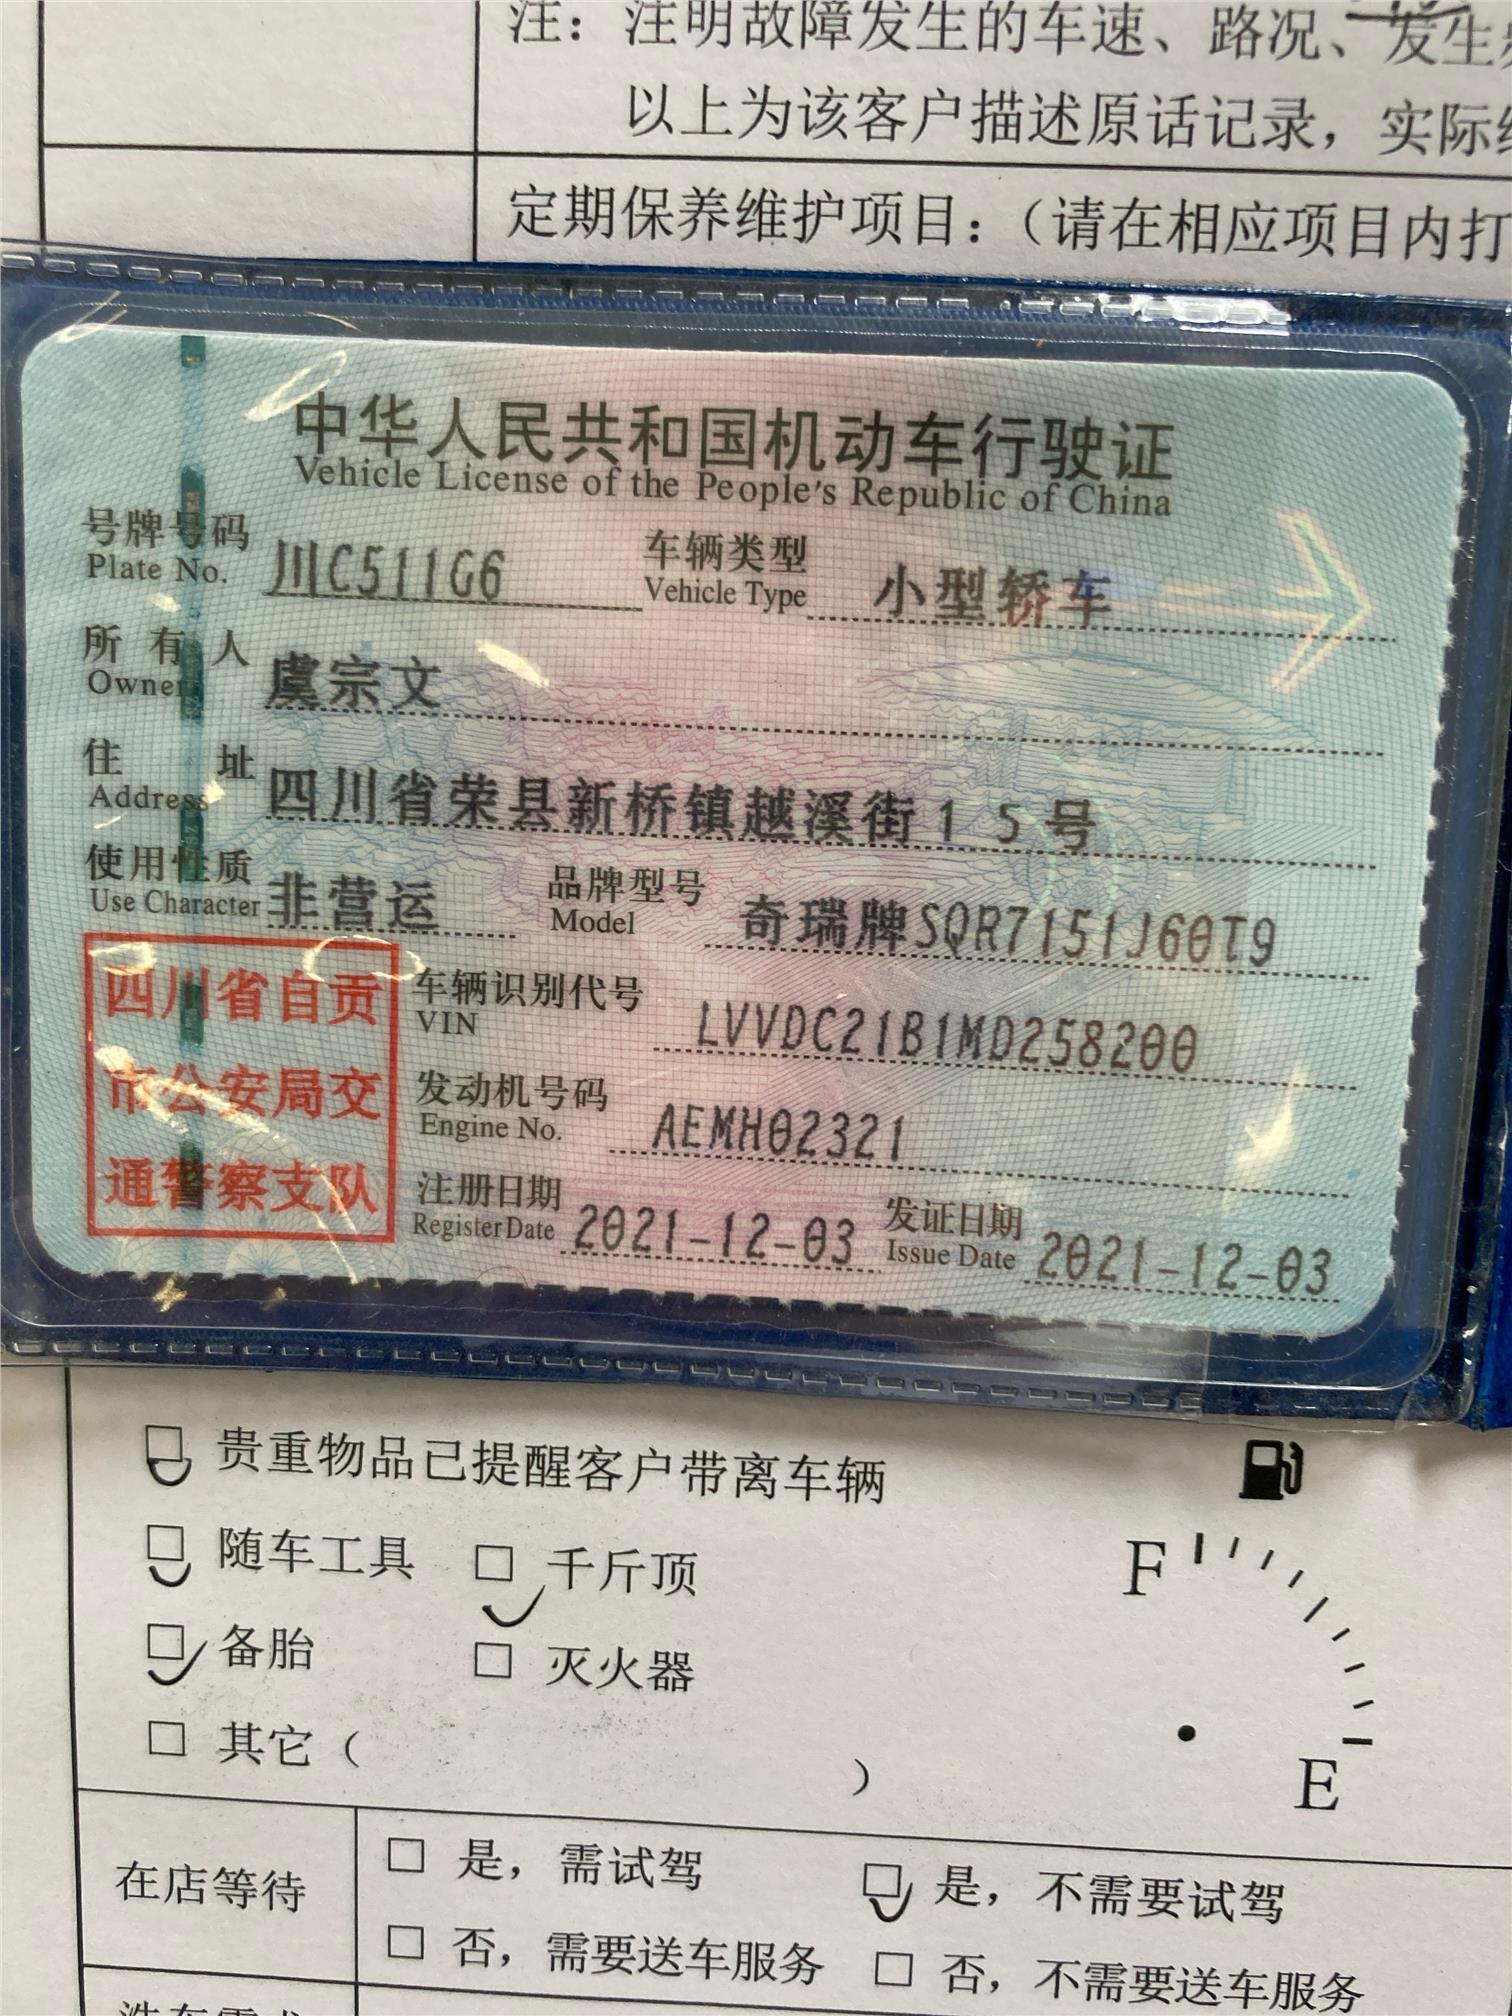 注：注明故障发生的车速、路况、发生
以上为该客户描述原话记录，实际
定期保养维护项目：（请在相应项目内打
中华人民共和国机动车行驶证
Vehicle License of the People's Republic of China
号牌号码 川C511G6 车辆类型 小型轿车
Plate No. Vehicle Type
所有人 虞宗文
Owner
住址 四川省荣县新桥镇越溪街15号
Address
使用性质 非营运 品牌型号 奇瑞牌SQR7151J60T9
Use Character Model
四川省自贡
市公安局交
通警察支队
车辆识别代号 LVVDC21B1MD258200
VIN
发动机号码 AEMH02321
Engine No.
注册日期 2021-12-03 发证日期 2021-12-03
Register Date Issue Date
贵重物品已提醒客户带离车辆
随车工具 千斤顶
备胎 灭火器
其它（ ）
F
E
在店等待
是，需试驾 是，不需要试驾
否，需要送车服务 否，不需要送车服务